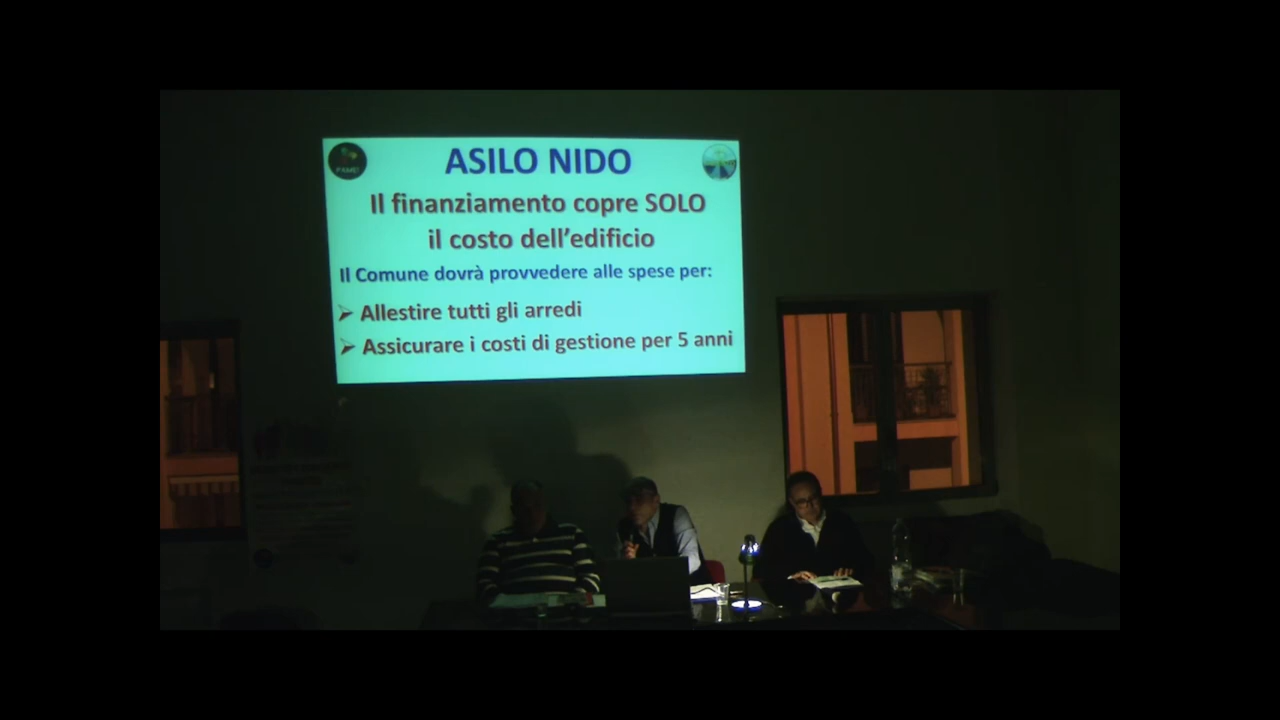 ASILO NIDO
Il finanziamento copre SOLO
il costo dell’edificio
Il Comune dovrà provvedere alle spese per:
➢ Allestire tutti gli arredi
➢ Assicurare i costi di gestione per 5 anni